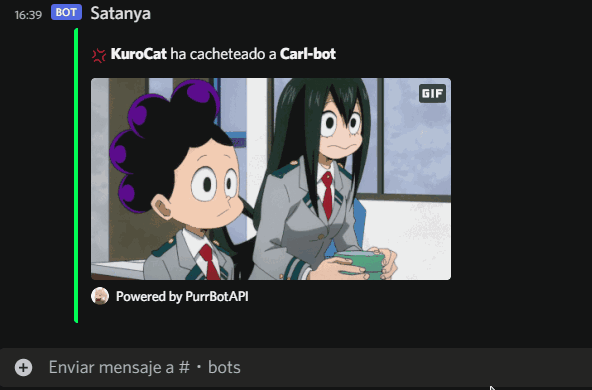 16:39 BOT Satanya
KuroCat ha cacheteado a Carl-bot
GIF
Powered by PurrBotAPI
Enviar mensaje a # · bots